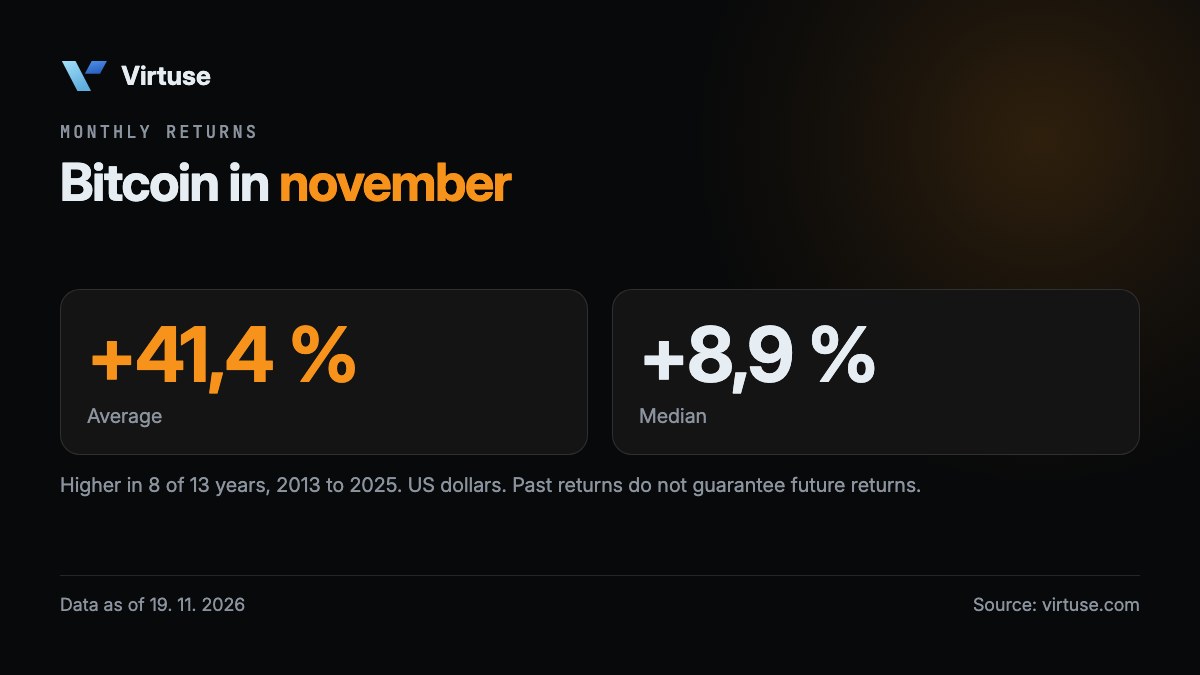 Virtuse
MONTHLY RETURNS
Bitcoin in november
+41,4 %
Average
+8,9 %
Median
Higher in 8 of 13 years, 2013 to 2025. US dollars. Past returns do not guarantee future returns.
Data as of 19. 11. 2026
Source: virtuse.com